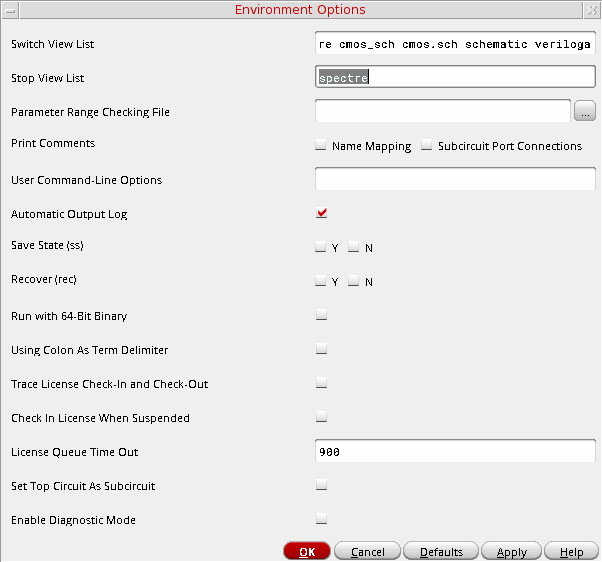 Environment Options
Switch View List re cmos_sch cmos.sch schematic veriloga
Stop View List spectre
Parameter Range Checking File ...
Print Comments Name Mapping Subcircuit Port Connections
User Command-Line Options
Automatic Output Log
Save State (ss) Y N
Recover (rec) Y N
Run with 64-Bit Binary
Using Colon As Term Delimiter
Trace License Check-In and Check-Out
Check In License When Suspended
License Queue Time Out 900
Set Top Circuit As Subcircuit
Enable Diagnostic Mode
OK Cancel Defaults Apply Help